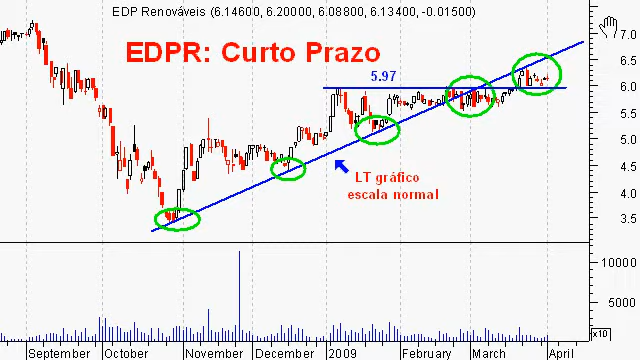 EDP Renováveis (6.14600, 6.20000, 6.08800, 6.13400, -0.01500)
EDPR: Curto Prazo
5.97
LT gráfico
escala normal
7.0
6.5
6.0
5.5
5.0
4.5
4.0
3.5
10000
5000
x10
September
October
November
December
2009
February
March
April